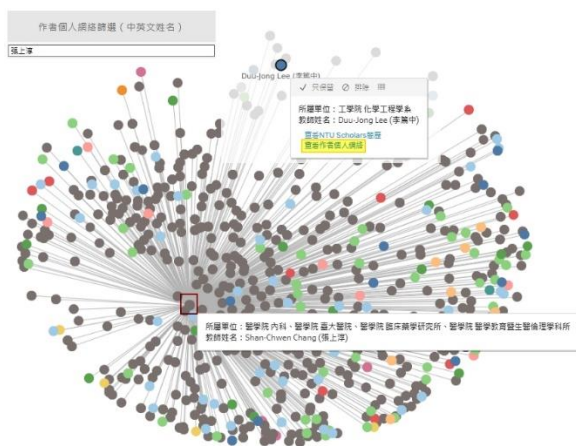 作者個人網絡篩選(中英文姓名)
張上淳
Duu-Jong Lee (李篤中)
只保留
排除
所屬單位:工學院 化學工程學系
教師姓名:Duu-Jong Lee (李篤中)
查看NTU Scholars簡歷
查看作者個人網絡
所屬單位:醫學院 內科、醫學院 臺大醫院、醫學院 臨床藥學研究所、醫學院 醫學教育暨生醫倫理學科所
教師姓名:Shan-Chwen Chang (張上淳)